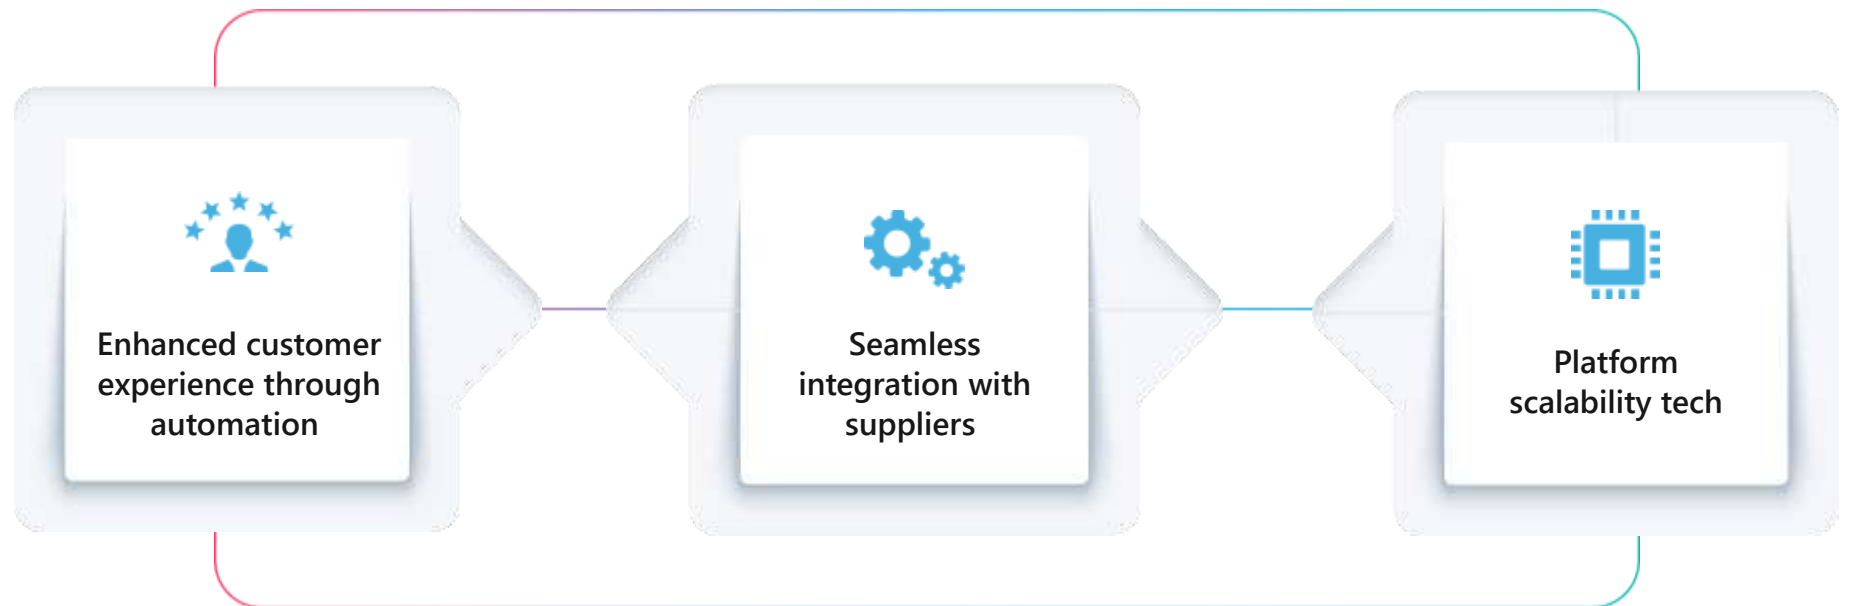 Enhanced customer
experience through
automation
Seamless
integration with
suppliers
Platform
scalability tech